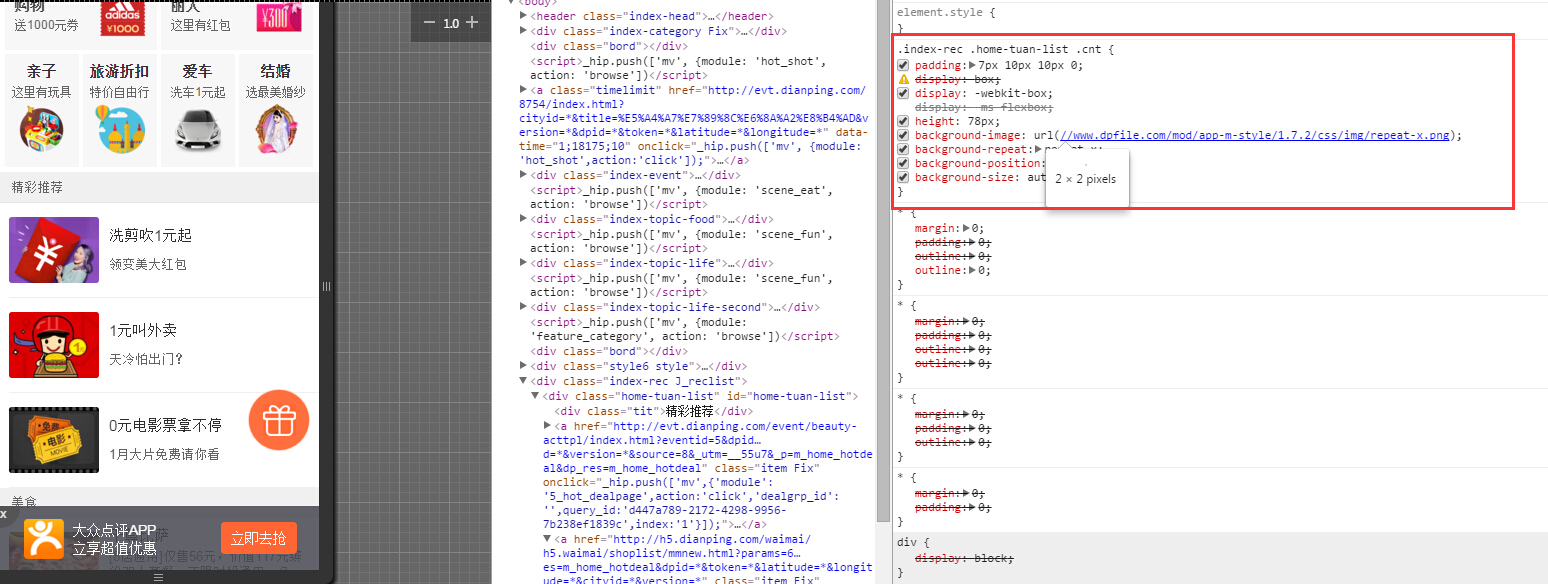 购物
送1000元券
adidas
¥1000
丽人
这里有红包
¥300
亲子
这里有玩具
旅游折扣
特价自由行
爱车
洗车1元起
结婚
选最美婚纱
精彩推荐
洗剪吹1元起
领变美大红包
1元叫外卖
天冷怕出门？
0元电影票拿不停
1月大片免费请你看
免费
电影
MOVIE
美食
x
大众点评APP
立享超值优惠
立即去抢
− 1.0 +
▼<body>
▶<header class="index-head">…</header>
▶<div class="index-category Fix">…</div>
<div class="bord"></div>
<script>_hip.push(['mv', {module: 'hot_shot',
action: 'browse'])</script>
▶<a class="timelimit" href="http://evt.dianping.com/
8754/index.html?
cityid=*&title=%E5%A4%A7%E7%89%8C%E6%8A%A2%E8%B4%AD&
version=*&dpid=*&token=*&latitude=*&longitude=*" data-
time="1;18175;10" onclick="_hip.push(['mv', {module:
'hot_shot',action:'click']);">…</a>
▶<div class="index-event">…</div>
<script>_hip.push(['mv', {module: 'scene_eat',
action: 'browse'])</script>
▶<div class="index-topic-food">…</div>
<script>_hip.push(['mv', {module: 'scene_fun',
action: 'browse'])</script>
▶<div class="index-topic-life">…</div>
<script>_hip.push(['mv', {module: 'scene_fun',
action: 'browse'])</script>
▶<div class="index-topic-life-second">…</div>
<script>_hip.push(['mv', {module:
'feature_category', action: 'browse'])</script>
<div class="bord"></div>
▶<div class="style6 style">…</div>
▼<div class="index-rec J_reclist">
▼<div class="home-tuan-list" id="home-tuan-list">
<div class="tit">精彩推荐</div>
▶<a href="http://evt.dianping.com/event/beauty-
acttpl/index.html?eventid=5&dpid…
d=*&version=*&source=8&_utm=__55u7&_p=m_home_hotde
al&dp_res=m_home_hotdeal" class="item Fix"
onclick="_hip.push(['mv',{'module':
'5_hot_dealpage',action:'click','dealgrp_id':
'',query_id:'d447a789-2172-4298-9956-
7b238ef1839c',index:'1'}]);">…</a>
▼<a href="http://h5.dianping.com/waimai/
h5.waimai/shoplist/mmnew.html?params=6…
es=m_home_hotdeal&dpid=*&token=*&latitude=*&longit
ude=*&cityid=*&version=*" class="item Fix"
element.style {
}
.index-rec .home-tuan-list .cnt {
padding:▶7px 10px 10px 0;
display: box;
display: -webkit-box;
display: -ms-flexbox;
height: 78px;
background-image: url(//www.dpfile.com/mod/app-m-style/1.7.2/css/img/repeat-x.png);
background-repeat:▶repeat-x;
background-position:
background-size: aut
2 × 2 pixels
}
* {
margin:▶0;
padding:▶0;
outline:▶0;
outline:▶0;
}
* {
margin:▶0;
padding:▶0;
outline:▶0;
outline:▶0;
}
* {
margin:▶0;
padding:▶0;
outline:▶0;
}
* {
margin:▶0;
padding:▶0;
}
div {
display: block;
}